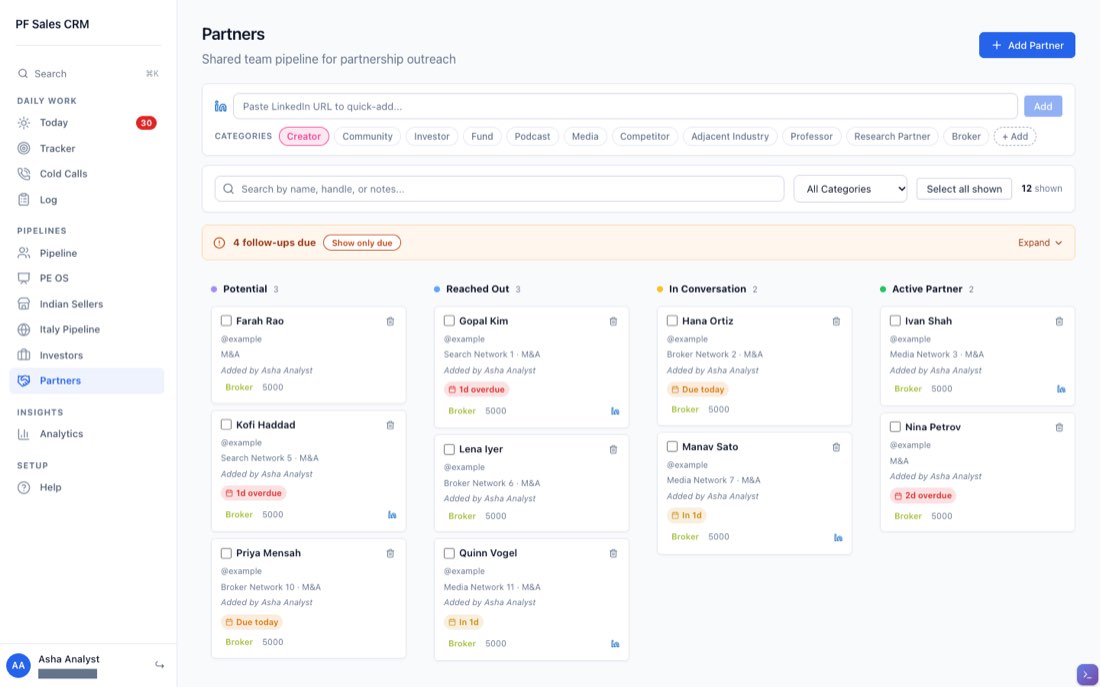 PF Sales CRM
Search ⌘K
DAILY WORK
Today 30
Tracker
Cold Calls
Log
PIPELINES
Pipeline
PE OS
Indian Sellers
Italy Pipeline
Investors
Partners
INSIGHTS
Analytics
SETUP
Help
AA
Asha Analyst
Partners
Shared team pipeline for partnership outreach
+ Add Partner
in Paste LinkedIn URL to quick-add... Add
CATEGORIES Creator Community Investor Fund Podcast Media Competitor Adjacent Industry Professor Research Partner Broker + Add
Search by name, handle, or notes... All Categories Select all shown 12 shown
4 follow-ups due Show only due Expand
Potential 3
Farah Rao
@example
M&A
Added by Asha Analyst
Broker 5000
Kofi Haddad
@example
Search Network 5 · M&A
Added by Asha Analyst
1d overdue
Broker 5000 in
Priya Mensah
@example
Broker Network 10 · M&A
Added by Asha Analyst
Due today
Broker 5000
Reached Out 3
Gopal Kim
@example
Search Network 1 · M&A
Added by Asha Analyst
1d overdue
Broker 5000 in
Lena Iyer
@example
Broker Network 6 · M&A
Added by Asha Analyst
Broker 5000
Quinn Vogel
@example
Media Network 11 · M&A
Added by Asha Analyst
In 1d
Broker 5000 in
In Conversation 2
Hana Ortiz
@example
Broker Network 2 · M&A
Added by Asha Analyst
Due today
Broker 5000
Manav Sato
@example
Media Network 7 · M&A
Added by Asha Analyst
In 1d
Broker 5000 in
Active Partner 2
Ivan Shah
@example
Media Network 3 · M&A
Added by Asha Analyst
Broker 5000 in
Nina Petrov
@example
M&A
Added by Asha Analyst
2d overdue
Broker 5000